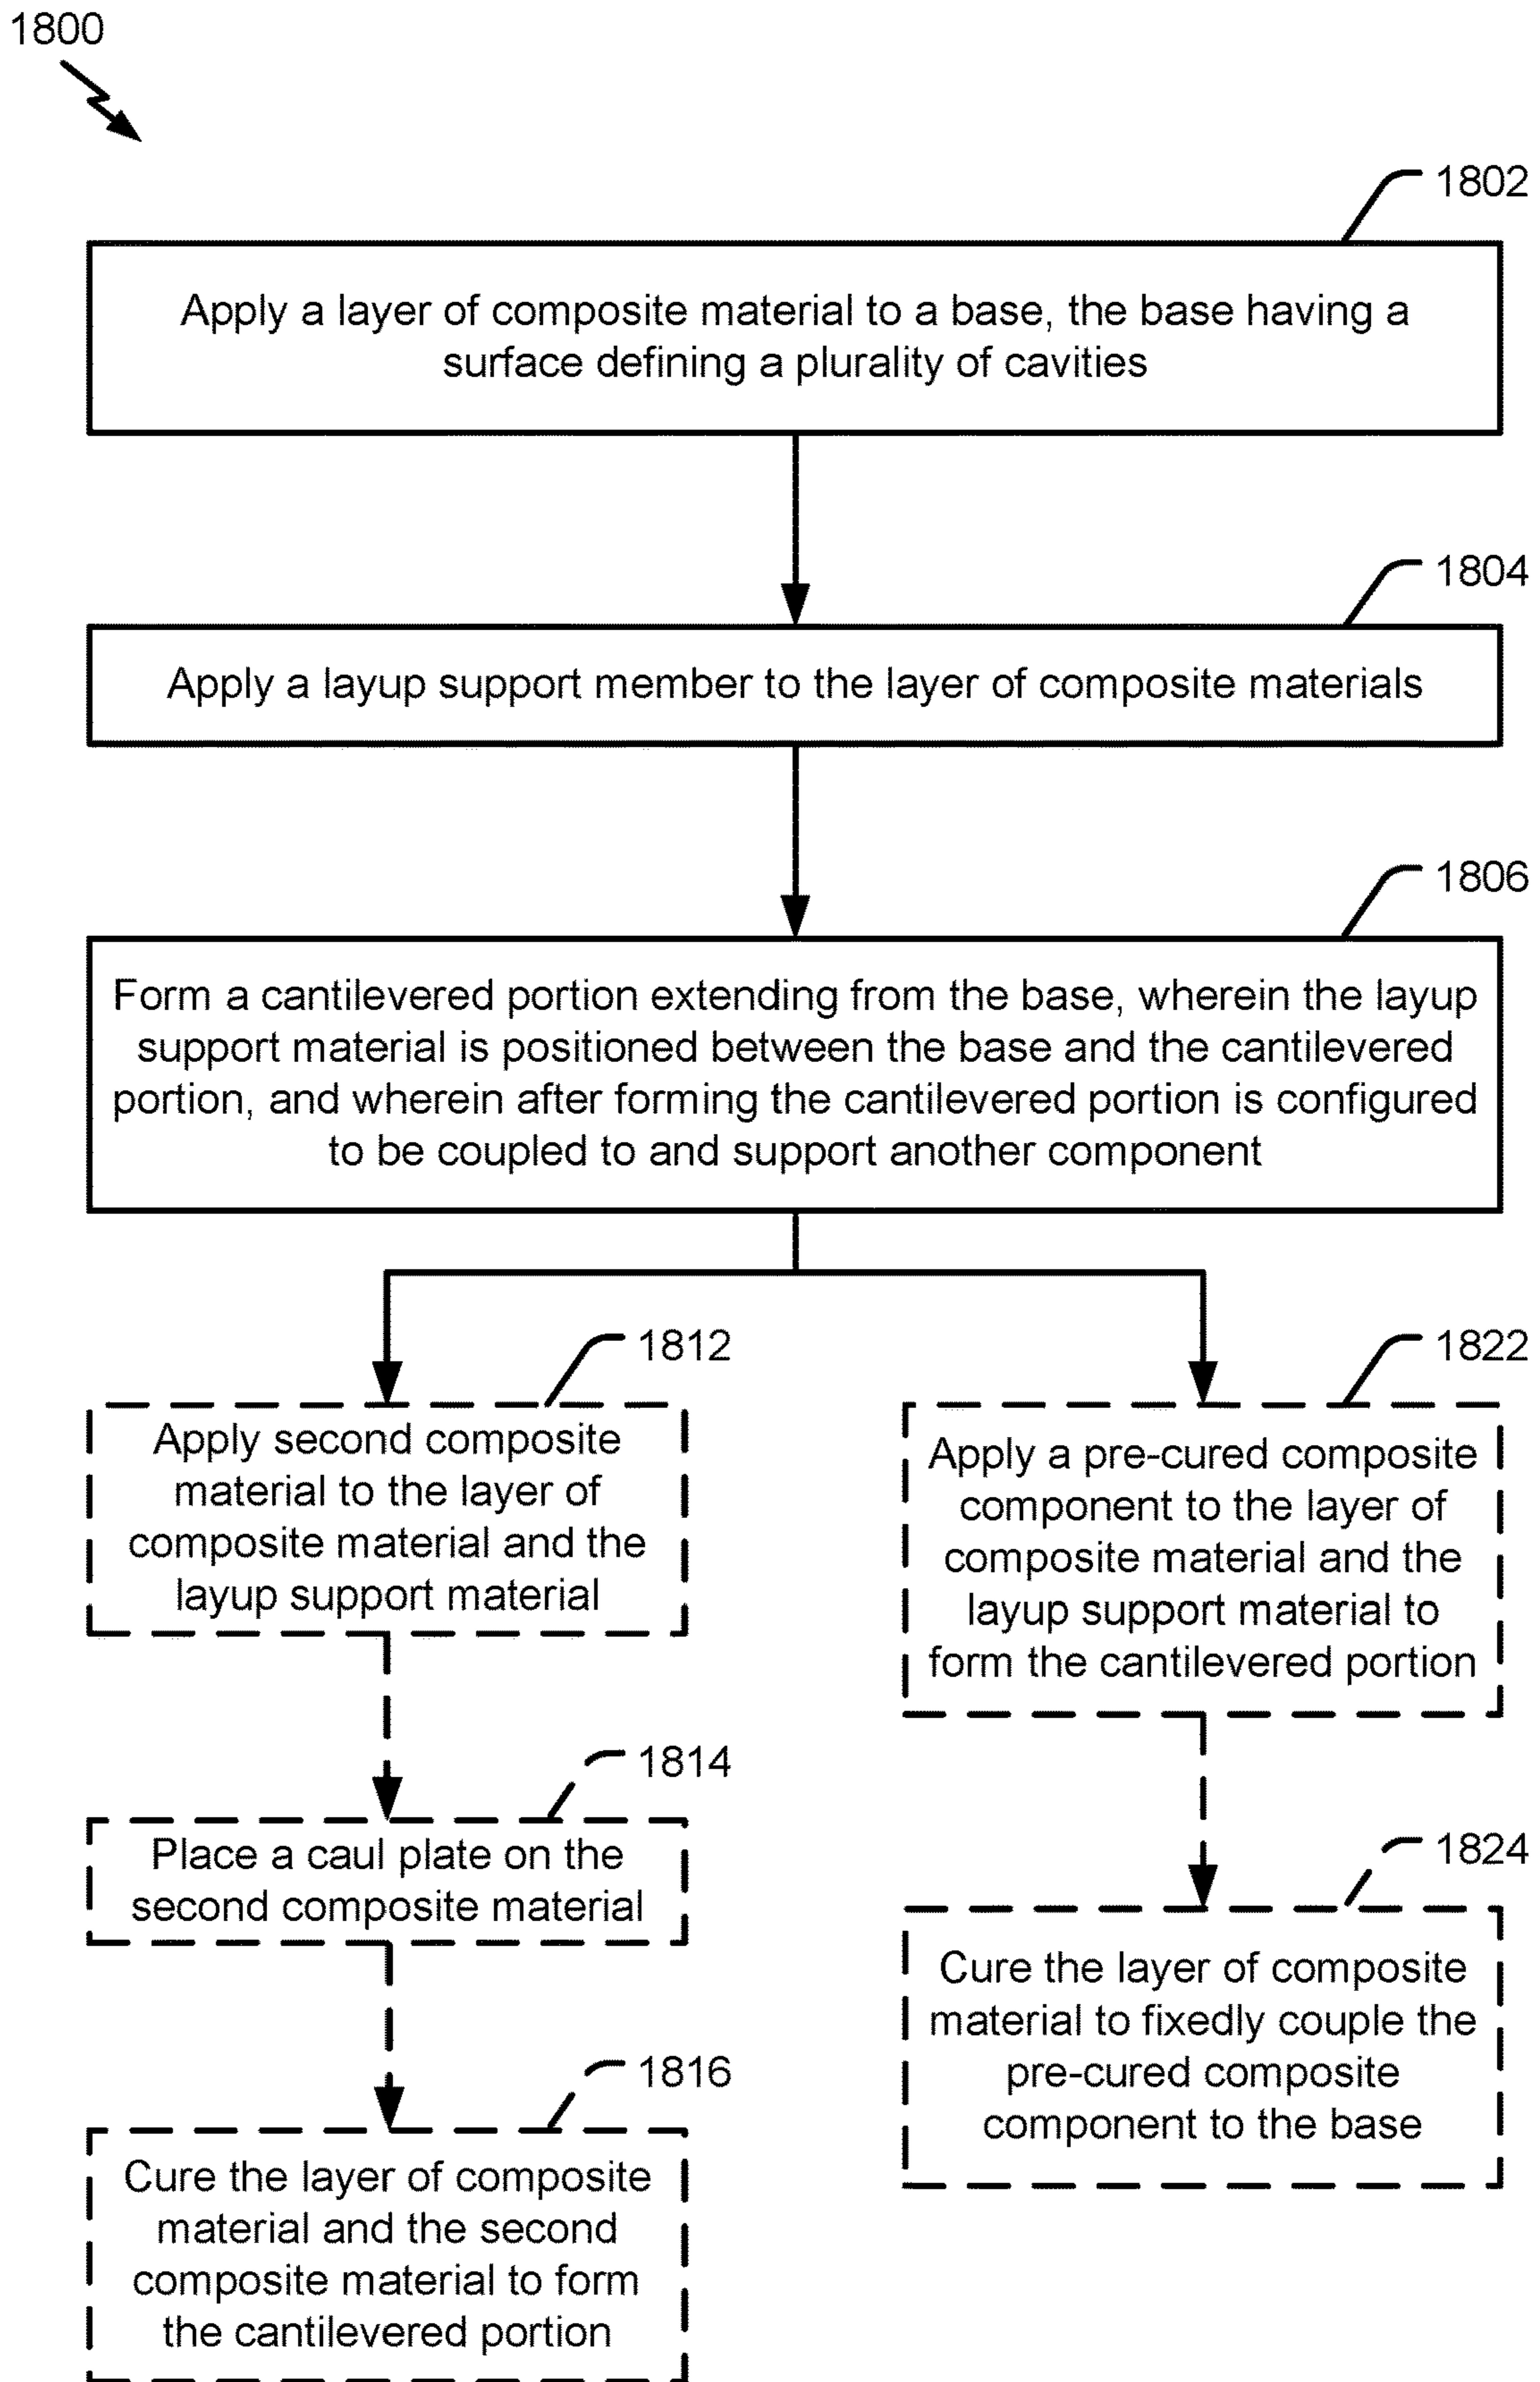 1800
1802
Apply a layer of composite material to a base, the base having a
surface defining a plurality of cavities
1804
Apply a layup support member to the layer of composite materials
1806
Form a cantilevered portion extending from the base, wherein the layup
support material is positioned between the base and the cantilevered
portion, and wherein after forming the cantilevered portion is configured
to be coupled to and support another component
1812
Apply second composite
material to the layer of
composite material and the
layup support material
1814
Place a caul plate on the
second composite material
1816
Cure the layer of composite
material and the second
composite material to form
the cantilevered portion
1822
Apply a pre-cured composite
component to the layer of
composite material and the
layup support material to
form the cantilevered portion
1824
Cure the layer of composite
material to fixedly couple the
pre-cured composite
component to the base